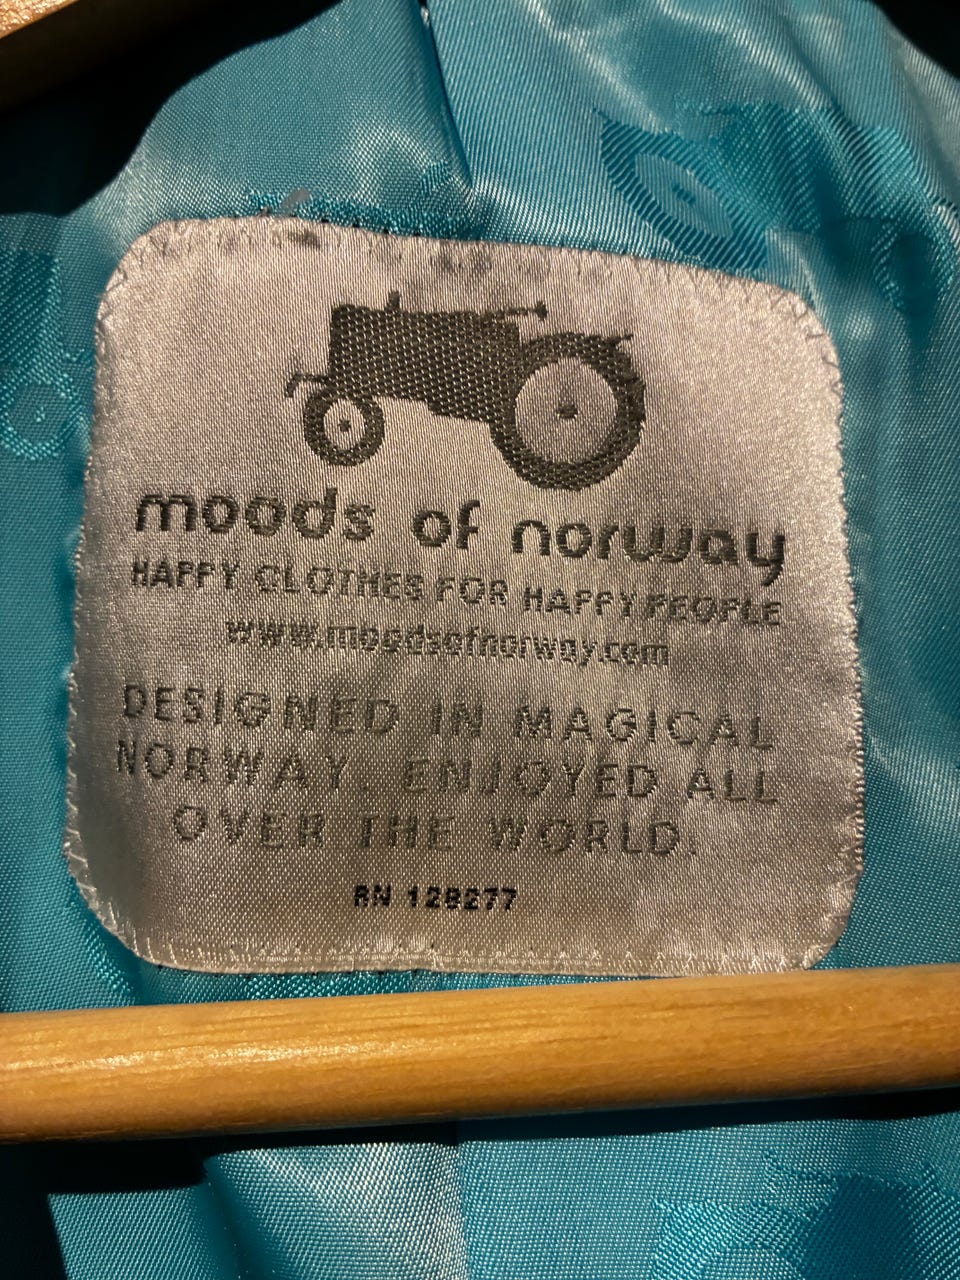 moods of norway
HAPPY CLOTHES FOR HAPPY PEOPLE
www.moodsofnorway.com
DESIGNED IN MAGICAL
NORWAY. ENJOYED ALL
OVER THE WORLD.
RN 128277